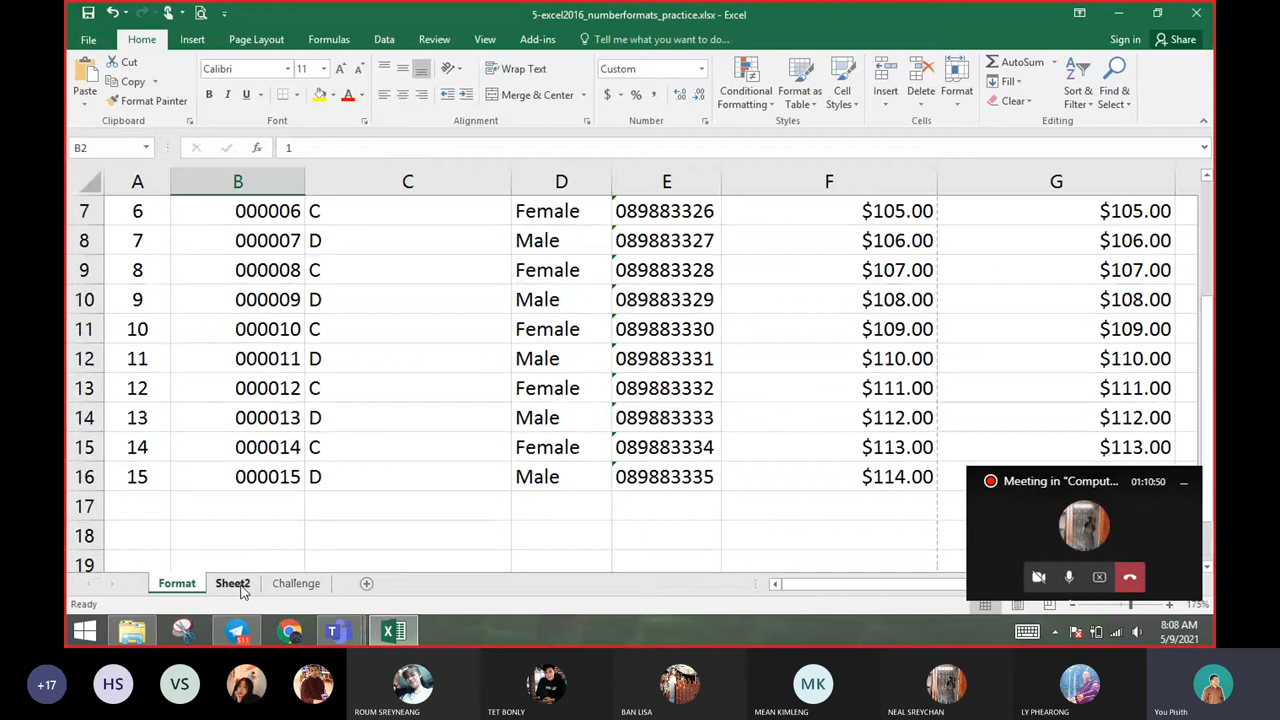 5-excel2016_numberformats_practice.xlsx - Excel
File Home Insert Page Layout Formulas Data Review View Add-ins Tell me what you want to do... Sign in Share
Paste Cut Copy Format Painter Clipboard
Calibri 11 B I U A Font
Wrap Text Merge & Center Alignment
Custom $ % , Number
Conditional Formatting Format as Table Cell Styles Styles
Insert Delete Format Cells
AutoSum Fill Clear Sort & Filter Find & Select Editing
B2 fx 1
A B C D E F G
7 6 000006 C Female 089883326 $105.00 $105.00
8 7 000007 D Male 089883327 $106.00 $106.00
9 8 000008 C Female 089883328 $107.00 $107.00
10 9 000009 D Male 089883329 $108.00 $108.00
11 10 000010 C Female 089883330 $109.00 $109.00
12 11 000011 D Male 089883331 $110.00 $110.00
13 12 000012 C Female 089883332 $111.00 $111.00
14 13 000013 D Male 089883333 $112.00 $112.00
15 14 000014 C Female 089883334 $113.00 $113.00
16 15 000015 D Male 089883335 $114.00
17
18
19
Meeting in "Comput... 01:10:50
Format Sheet2 Challenge
Ready 175%
511
8:08 AM
5/9/2021
+17 HS VS ROUM SREYNEANG TET BONLY BAN LISA MK MEAN KIMLENG NEAL SREYCHAN LY PHEARONG You Pisith